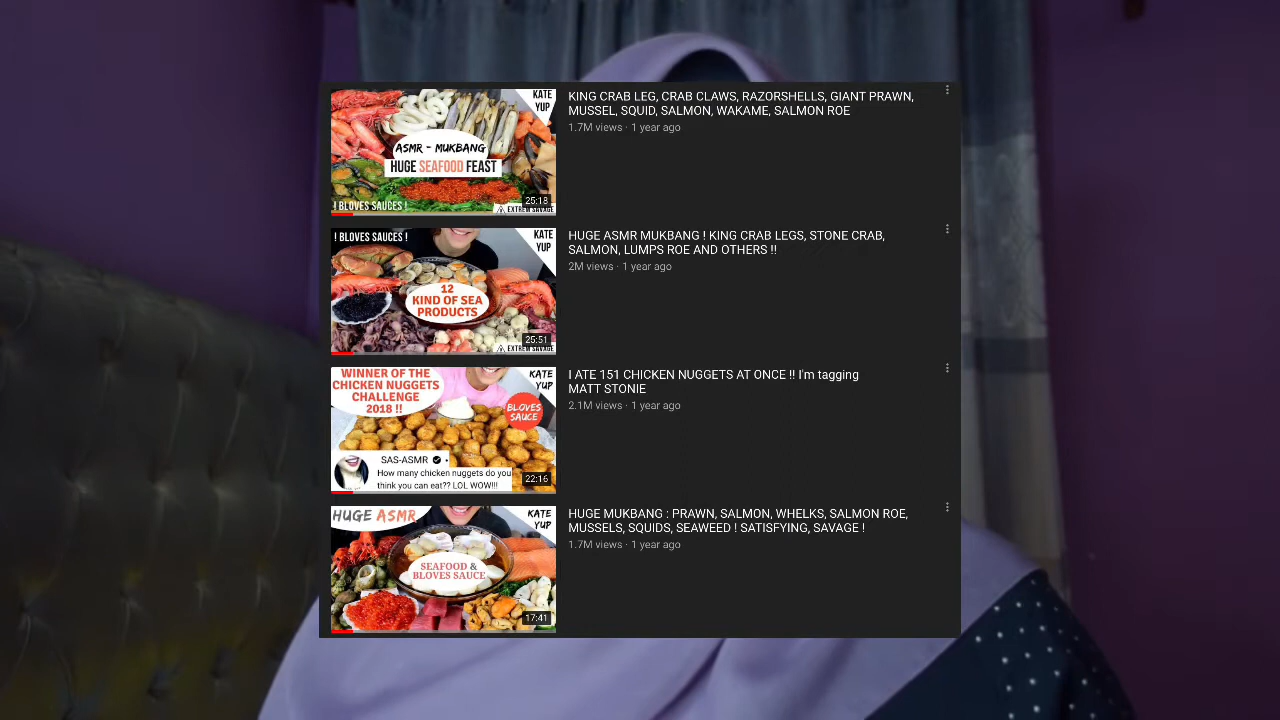 KATE
YUP
ASMR - MUKBANG
HUGE SEAFOOD FEAST
! BLOVES SAUCES !
25:18
EXTREM SAVAGE
KING CRAB LEG, CRAB CLAWS, RAZORSHELLS, GIANT PRAWN,
MUSSEL, SQUID, SALMON, WAKAME, SALMON ROE
1.7M views · 1 year ago
! BLOVES SAUCES !
KATE
YUP
12
KIND OF SEA
PRODUCTS
25:51
EXTREM SAVAGE
HUGE ASMR MUKBANG ! KING CRAB LEGS, STONE CRAB,
SALMON, LUMPS ROE AND OTHERS !!
2M views · 1 year ago
WINNER OF THE
CHICKEN NUGGETS
CHALLENGE
2018 !!
KATE
YUP
BLOVES
SAUCE
SAS-ASMR
How many chicken nuggets do you
think you can eat?? LOL WOW!!!
22:16
I ATE 151 CHICKEN NUGGETS AT ONCE !! I'm tagging
MATT STONIE
2.1M views · 1 year ago
HUGE ASMR
KATE
YUP
SEAFOOD &
BLOVES SAUCE
17:41
HUGE MUKBANG : PRAWN, SALMON, WHELKS, SALMON ROE,
MUSSELS, SQUIDS, SEAWEED ! SATISFYING, SAVAGE !
1.7M views · 1 year ago